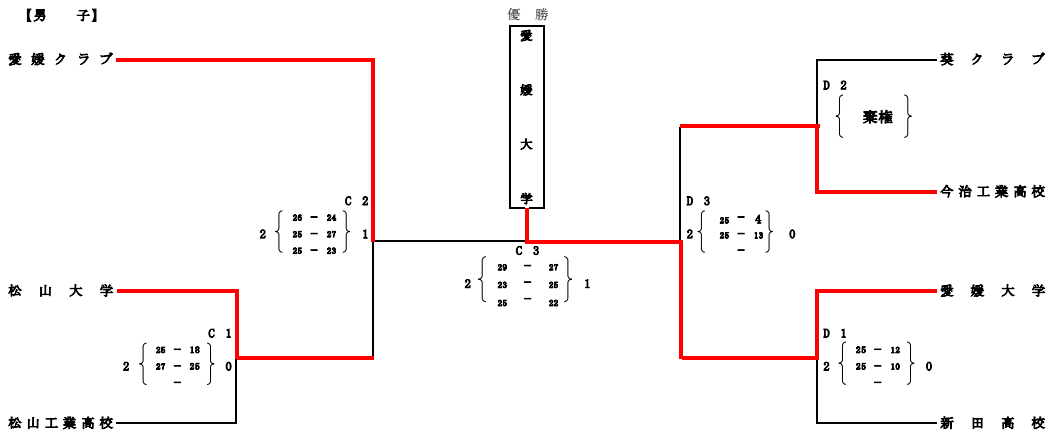 【男 子】
優 勝
愛媛大学
愛媛クラブ
葵クラブ
D 2
棄権
今治工業高校
C 2
2 26 － 24 1
25 － 27
25 － 23
D 3
2 25 － 4 0
25 － 13
－
C 3
2 29 － 27 1
23 － 25
25 － 22
松山大学
愛媛大学
C 1
2 25 － 18 0
27 － 25
－
D 1
2 25 － 12 0
25 － 10
－
松山工業高校
新田高校